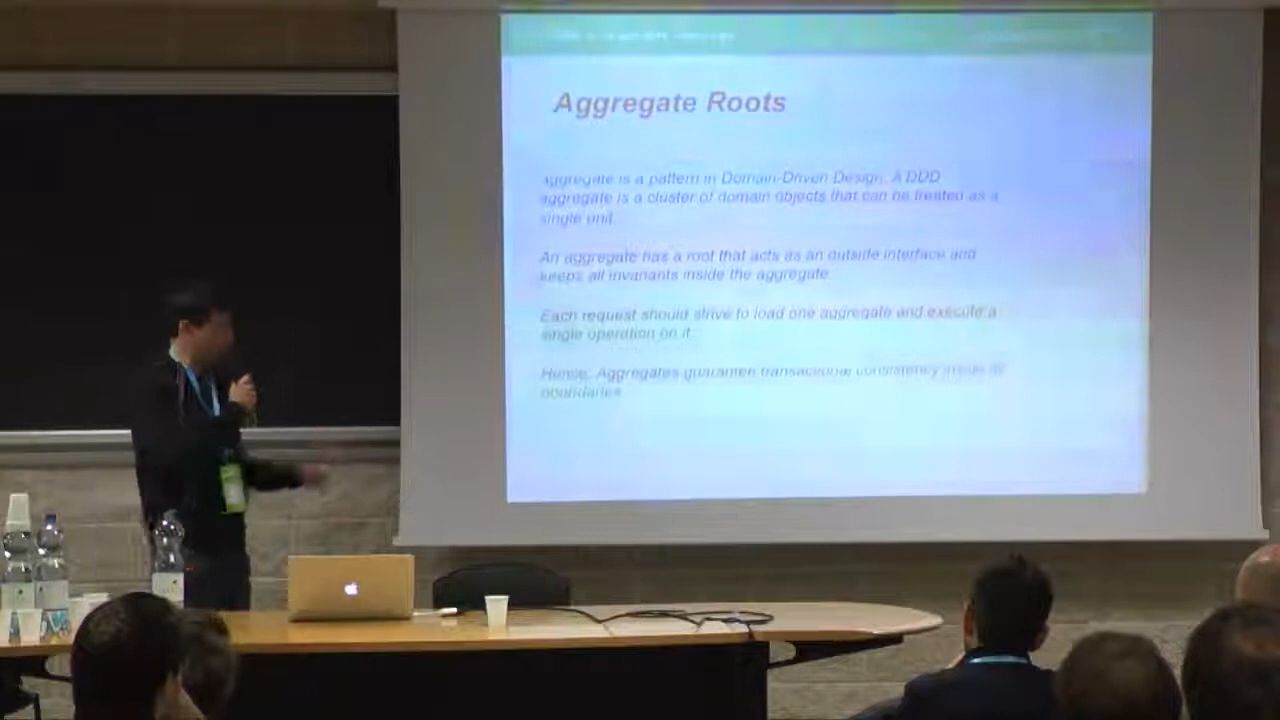 Aggregate Roots
Aggregate is a pattern in Domain-Driven Design. A DDD
aggregate is a cluster of domain objects that can be treated as a
single unit.
An aggregate has a root that acts as an outside interface and
keeps all invariants inside the aggregate.
Each request should strive to load one aggregate and execute a
single operation on it.
Hence, Aggregates guarantee transactional consistency inside its
boundaries